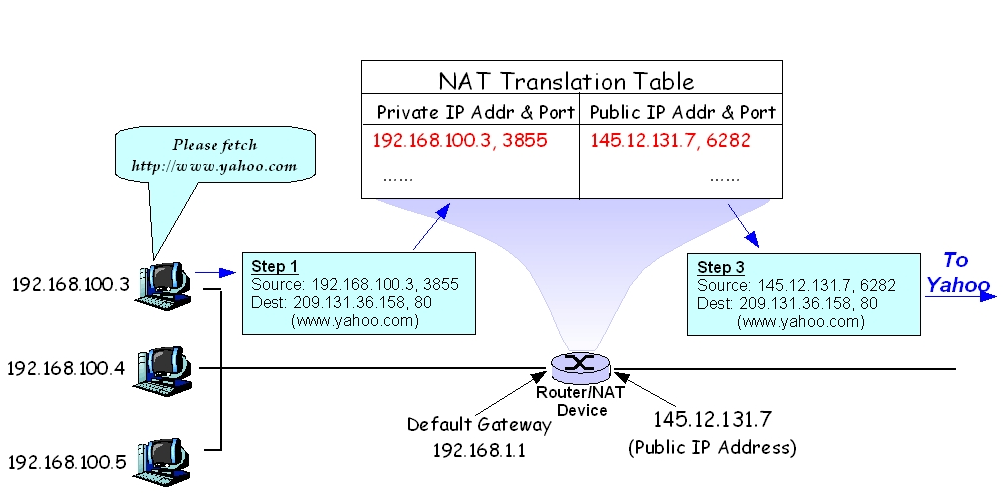 NAT Translation Table
Private IP Addr & Port
Public IP Addr & Port
192.168.100.3, 3855
145.12.131.7, 6282
......
......
Please fetch
http://www.yahoo.com
192.168.100.3
Step 1
Source: 192.168.100.3, 3855
Dest: 209.131.36.158, 80
(www.yahoo.com)
Step 3
Source: 145.12.131.7, 6282
Dest: 209.131.36.158, 80
(www.yahoo.com)
To
Yahoo
192.168.100.4
Router/NAT
Device
Default Gateway
192.168.1.1
145.12.131.7
(Public IP Address)
192.168.100.5